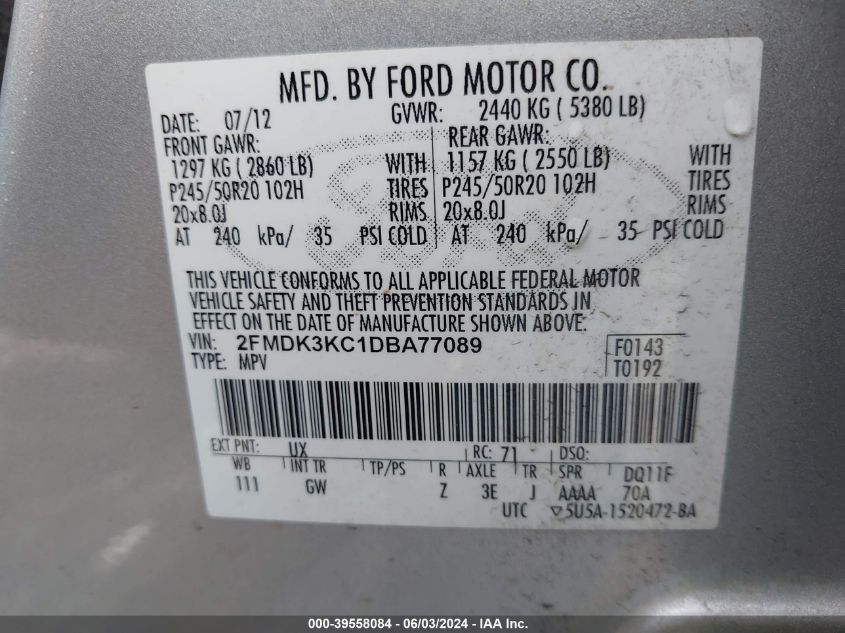 MFD. BY FORD MOTOR CO.
DATE: 07/12 GVWR: 2440 KG ( 5380 LB)
FRONT GAWR: REAR GAWR:
1297 KG ( 2860 LB) WITH 1157 KG ( 2550 LB) WITH
P245/50R20 102H TIRES P245/50R20 102H TIRES
20x8.0J RIMS 20x8.0J RIMS
AT 240 kPa/ 35 PSI COLD AT 240 kPa/ 35 PSI COLD
THIS VEHICLE CONFORMS TO ALL APPLICABLE FEDERAL MOTOR
VEHICLE SAFETY AND THEFT PREVENTION STANDARDS IN
EFFECT ON THE DATE OF MANUFACTURE SHOWN ABOVE.
VIN: 2FMDK3KC1DBA77089 F0143
TYPE: MPV T0192
EXT PNT: UX RC: 71 DSO:
WB INT TR TP/PS R AXLE TR SPR DQ11F
111 GW Z 3E J AAAA 70A
UTC ▽5U5A-1520472-BA
000-39558084 - 06/03/2024 - IAA Inc.